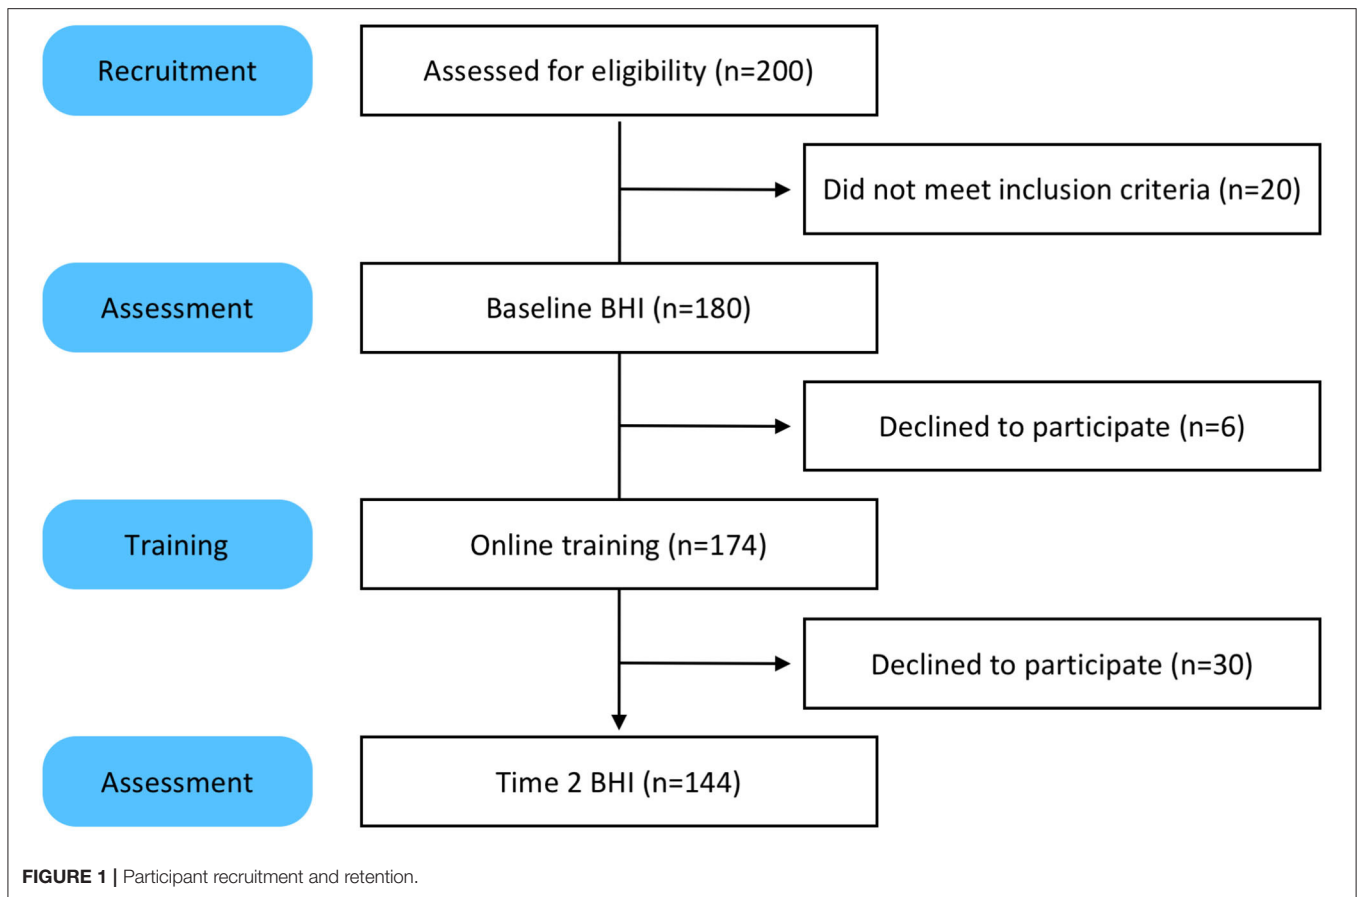 Recruitment
Assessed for eligibility (n=200)
Did not meet inclusion criteria (n=20)
Assessment
Baseline BHI (n=180)
Declined to participate (n=6)
Training
Online training (n=174)
Declined to participate (n=30)
Assessment
Time 2 BHI (n=144)
FIGURE 1 | Participant recruitment and retention.